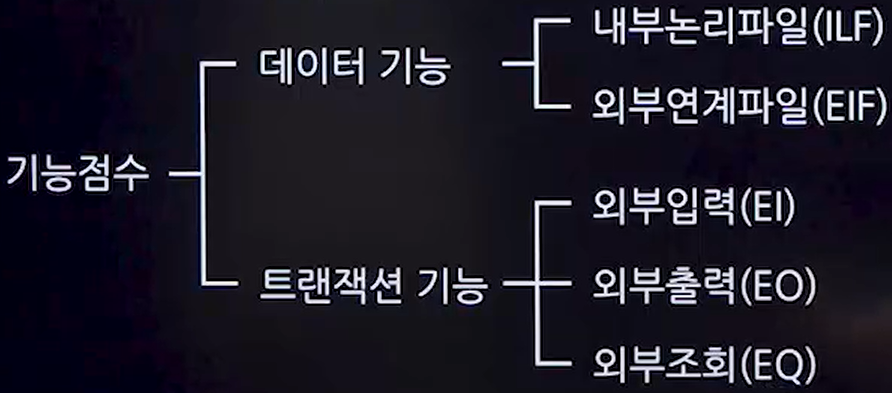 기능점수
데이터 기능
내부논리파일(ILF)
외부연계파일(EIF)
트랜잭션 기능
외부입력(EI)
외부출력(EO)
외부조회(EQ)